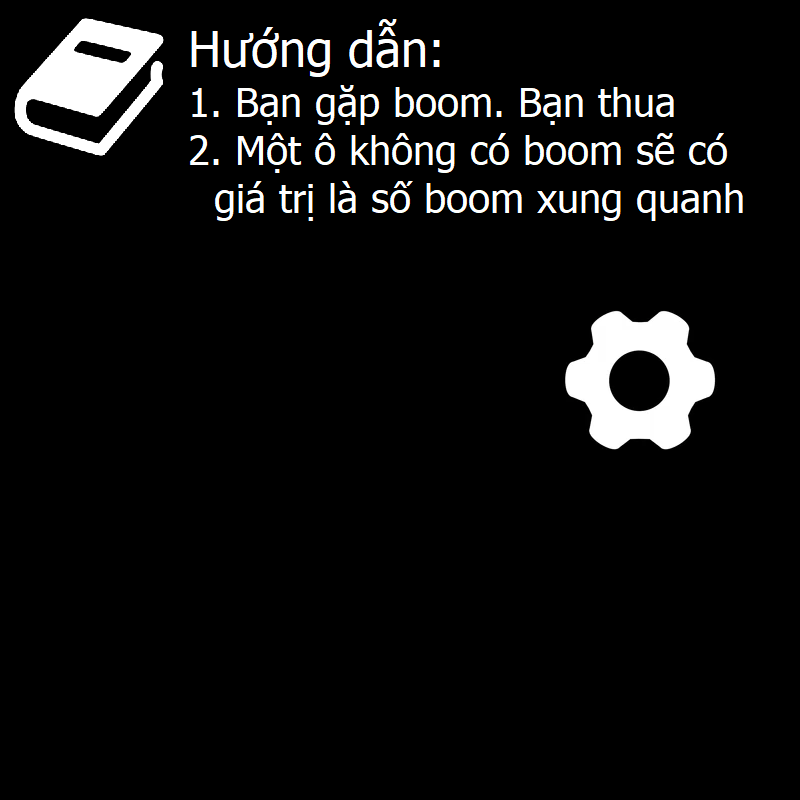 Hướng dẫn:
1. Bạn gặp boom. Bạn thua
2. Một ô không có boom sẽ có
giá trị là số boom xung quanh